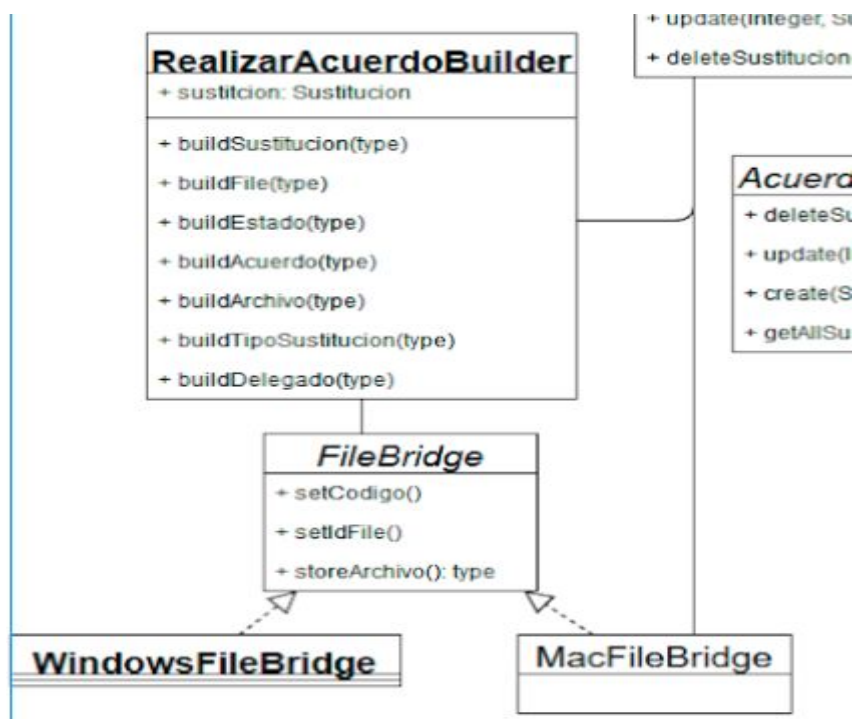 + update(Integer, Su
+ deleteSustitucion
RealizarAcuerdoBuilder
+ sustitcion: Sustitucion
+ buildSustitucion(type)
+ buildFile(type)
+ buildEstado(type)
+ buildAcuerdo(type)
+ buildArchivo(type)
+ buildTipoSustitucion(type)
+ buildDelegado(type)
Acuerd
+ deleteSu
+ update(I
+ create(S
+ getAllSu
FileBridge
+ setCodigo()
+ setIdFile()
+ storeArchivo(): type
WindowsFileBridge
MacFileBridge